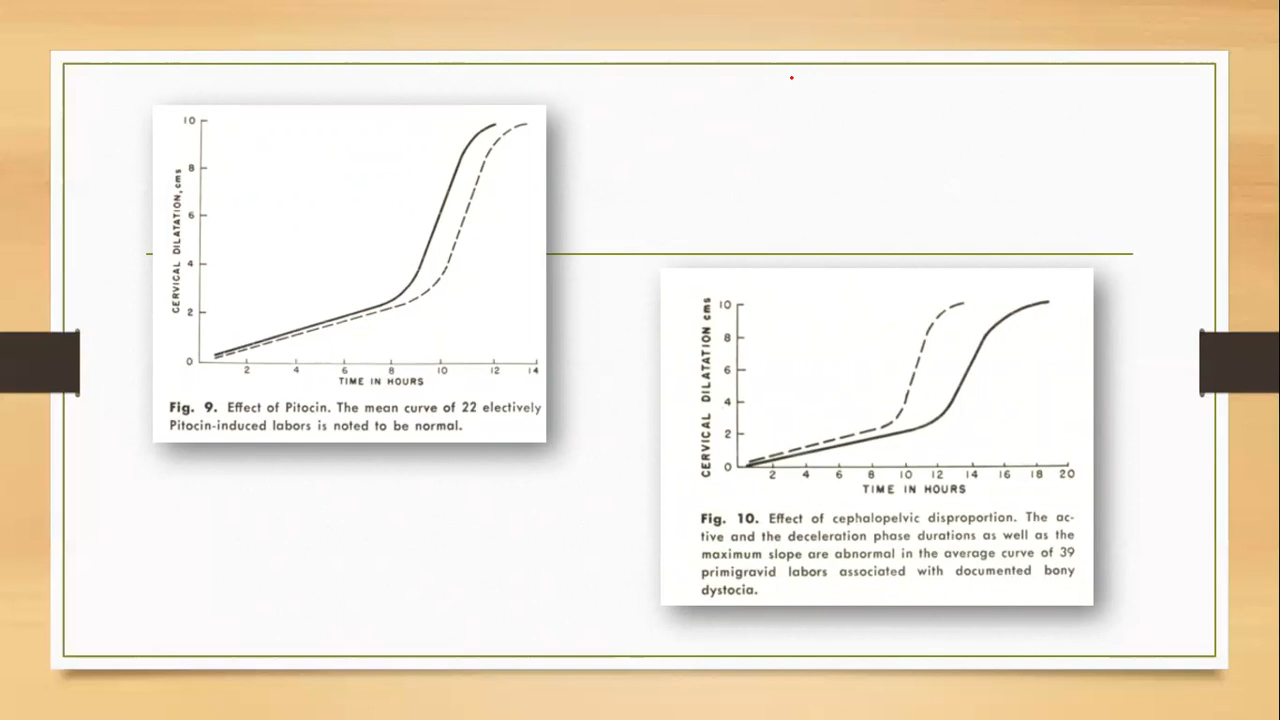 10
8
6
4
2
0
CERVICAL DILATATION, cms
2 4 6 8 10 12 14
TIME IN HOURS
Fig. 9. Effect of Pitocin. The mean curve of 22 electively
Pitocin-induced labors is noted to be normal.
10
8
6
4
2
0
CERVICAL DILATATION cms
2 4 6 8 10 12 14 16 18 20
TIME IN HOURS
Fig. 10. Effect of cephalopelvic disproportion. The ac-
tive and the deceleration phase durations as well as the
maximum slope are abnormal in the average curve of 39
primigravid labors associated with documented bony
dystocia.